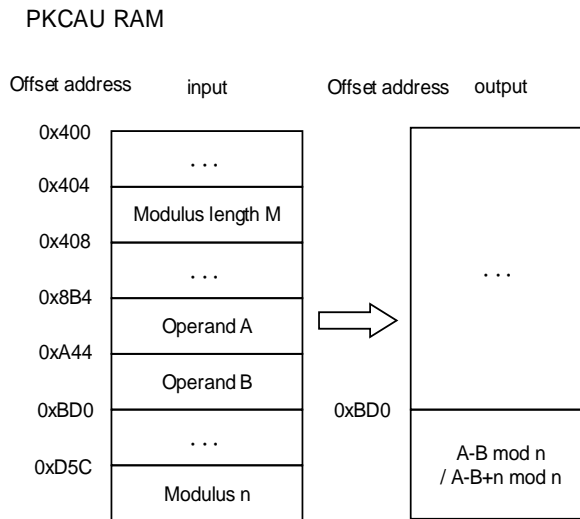 PKCAU RAM
Offset address input Offset address output
0x400
. . .
0x404
Modulus length M
0x408
. . .
0x8B4
Operand A
0xA44
Operand B
0xBD0
. . .
0xD5C
Modulus n
. . .
0xBD0
A-B mod n
/ A-B+n mod n